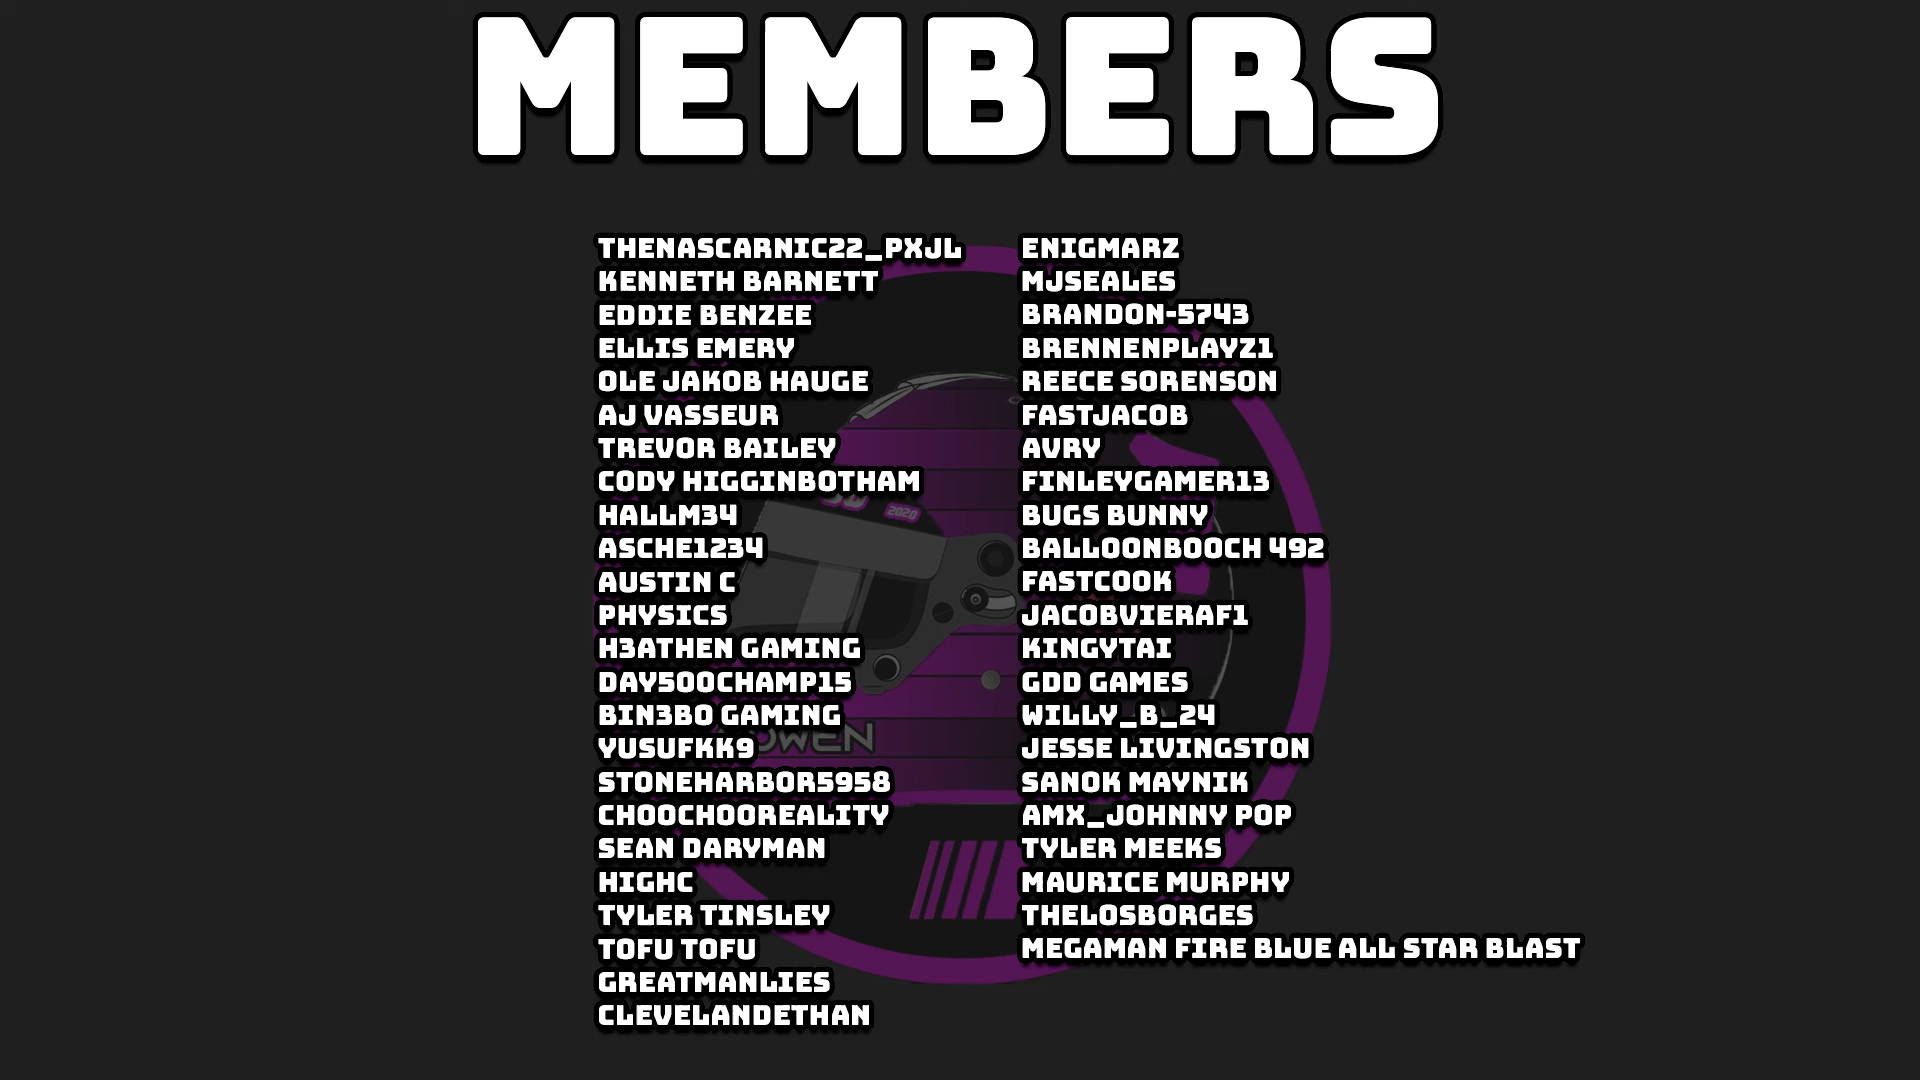 MEMBERS
THENASCARNIC22_PXJL
KENNETH BARNETT
EDDIE BENZEE
ELLIS EMERY
OLE JAKOB HAUGE
AJ VASSEUR
TREVOR BAILEY
CODY HIGGINBOTHAM
HALLM34
ASCHE1234
AUSTIN C
PHYSICS
H3ATHEN GAMING
DAY500CHAMP15
BIN3BO GAMING
YUSUFKK9
STONEHARBOR5958
CHOOCHOOREALITY
SEAN DARYMAN
HIGHC
TYLER TINSLEY
TOFU TOFU
GREATMANLIES
CLEVELANDETHAN
ENIGMARZ
MJSEALES
BRANDON-5743
BRENNENPLAYZ1
REECE SORENSON
FASTJACOB
AVRY
FINLEYGAMER13
BUGS BUNNY
BALLOONBOOCH 492
FASTCOOK
JACOBVIERAF1
KINGYTAI
GDD GAMES
WILLY_B_24
JESSE LIVINGSTON
SANOK MAYNIK
AMX_JOHNNY POP
TYLER MEEKS
MAURICE MURPHY
THELOSBORGES
MEGAMAN FIRE BLUE ALL STAR BLAST
2020